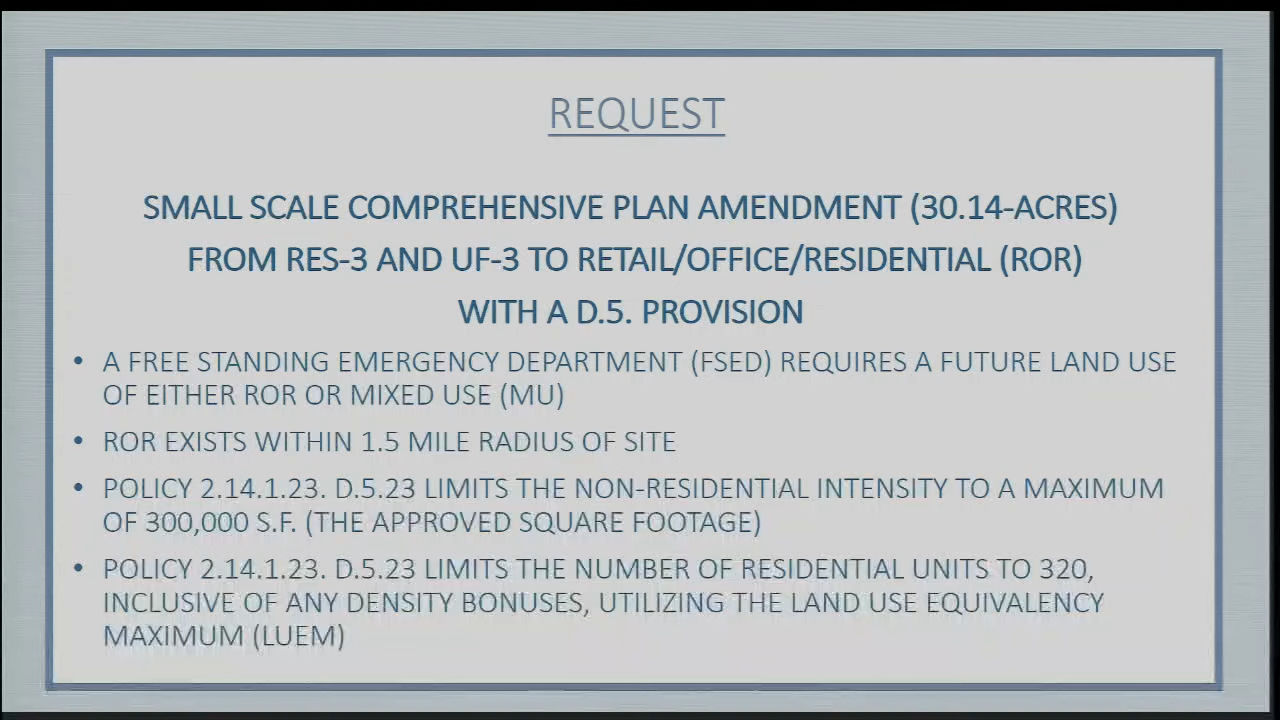 REQUEST
SMALL SCALE COMPREHENSIVE PLAN AMENDMENT (30.14-ACRES)
FROM RES-3 AND UF-3 TO RETAIL/OFFICE/RESIDENTIAL (ROR)
WITH A D.5. PROVISION
• A FREE STANDING EMERGENCY DEPARTMENT (FSED) REQUIRES A FUTURE LAND USE
OF EITHER ROR OR MIXED USE (MU)
• ROR EXISTS WITHIN 1.5 MILE RADIUS OF SITE
• POLICY 2.14.1.23. D.5.23 LIMITS THE NON-RESIDENTIAL INTENSITY TO A MAXIMUM
OF 300,000 S.F. (THE APPROVED SQUARE FOOTAGE)
• POLICY 2.14.1.23. D.5.23 LIMITS THE NUMBER OF RESIDENTIAL UNITS TO 320,
INCLUSIVE OF ANY DENSITY BONUSES, UTILIZING THE LAND USE EQUIVALENCY
MAXIMUM (LUEM)